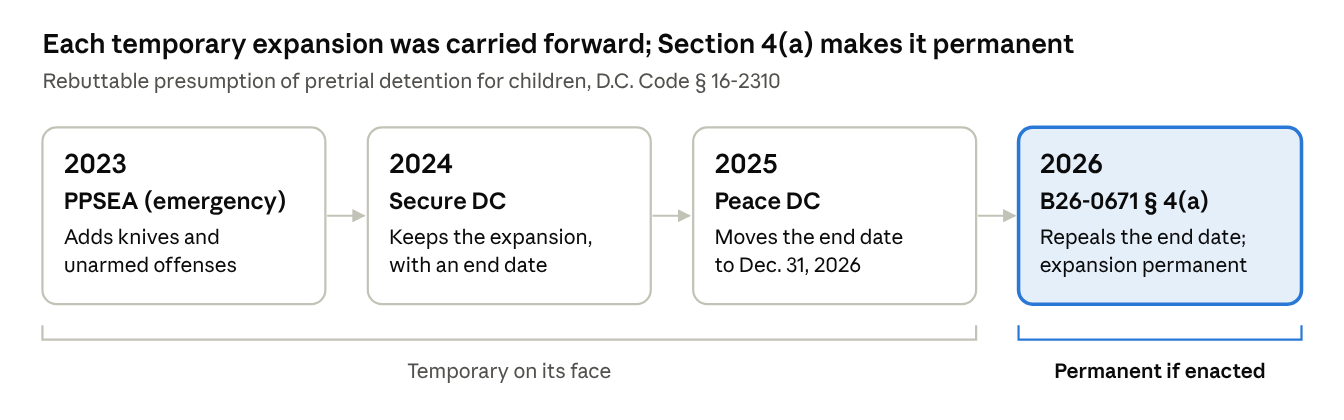 Each temporary expansion was carried forward; Section 4(a) makes it permanent
Rebuttable presumption of pretrial detention for children, D.C. Code § 16-2310
2023
PPSEA (emergency)
Adds knives and
unarmed offenses
2024
Secure DC
Keeps the expansion,
with an end date
2025
Peace DC
Moves the end date
to Dec. 31, 2026
2026
B26-0671 § 4(a)
Repeals the end date;
expansion permanent
Temporary on its face
Permanent if enacted